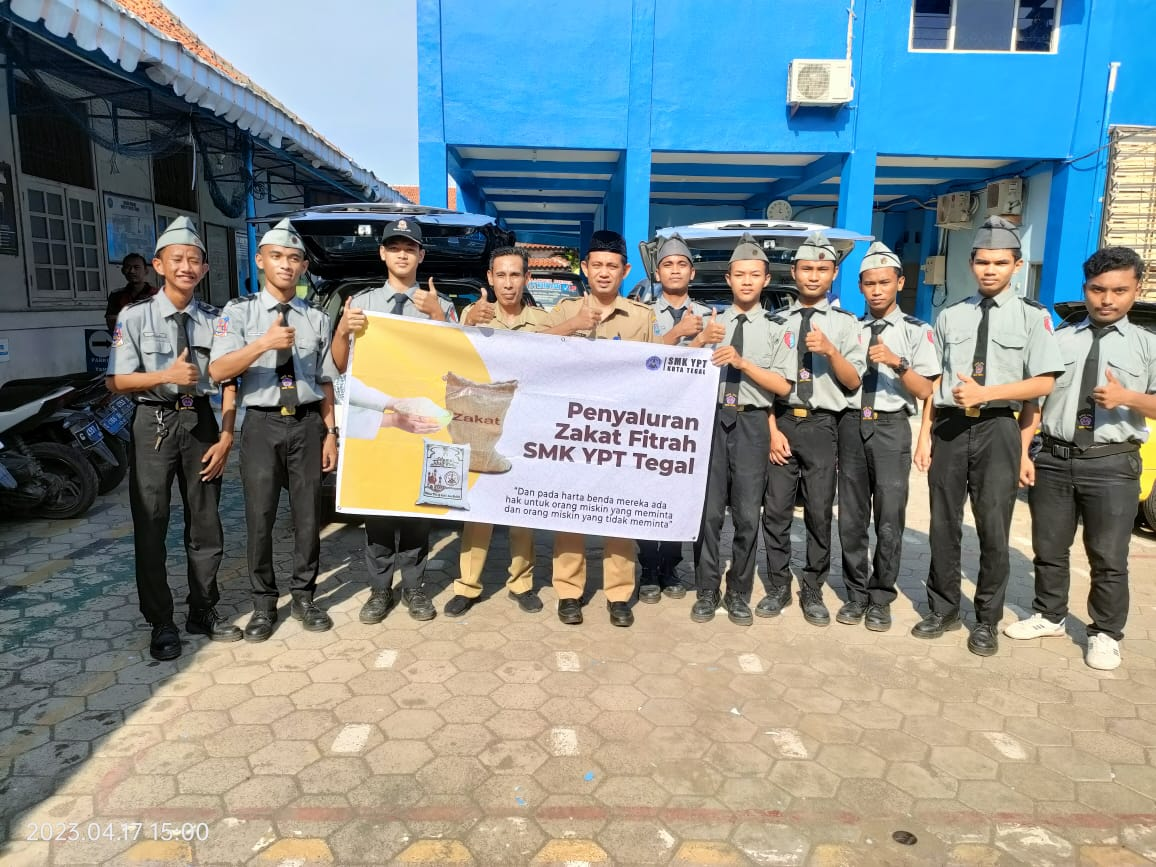 SMK YPT
KOTA TEGAL
Zakat
Penyaluran
Zakat Fitrah
SMK YPT Tegal
"Dan pada harta benda mereka ada
hak untuk orang miskin yang meminta
dan orang miskin yang tidak meminta"
2023.04.17 15:00